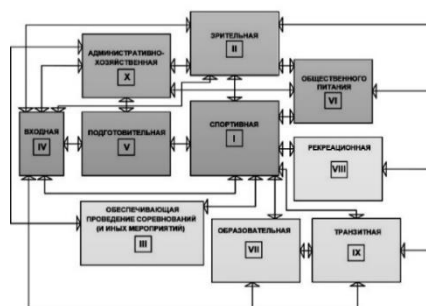 ЗРИТЕЛЬНАЯ
II
АДМИНИСТРАТИВНО-
ХОЗЯЙСТВЕННАЯ
X
ОБЩЕСТВЕННОГО
ПИТАНИЯ
VI
ВХОДНАЯ
IV
ПОДГОТОВИТЕЛЬНАЯ
V
СПОРТИВНАЯ
I
РЕКРЕАЦИОННАЯ
VIII
ОБЕСПЕЧИВАЮЩАЯ
ПРОВЕДЕНИЕ СОРЕВНОВАНИЙ
(И ИНЫХ МЕРОПРИЯТИЙ)
III
ОБРАЗОВАТЕЛЬНАЯ
VII
ТРАНЗИТНАЯ
IX